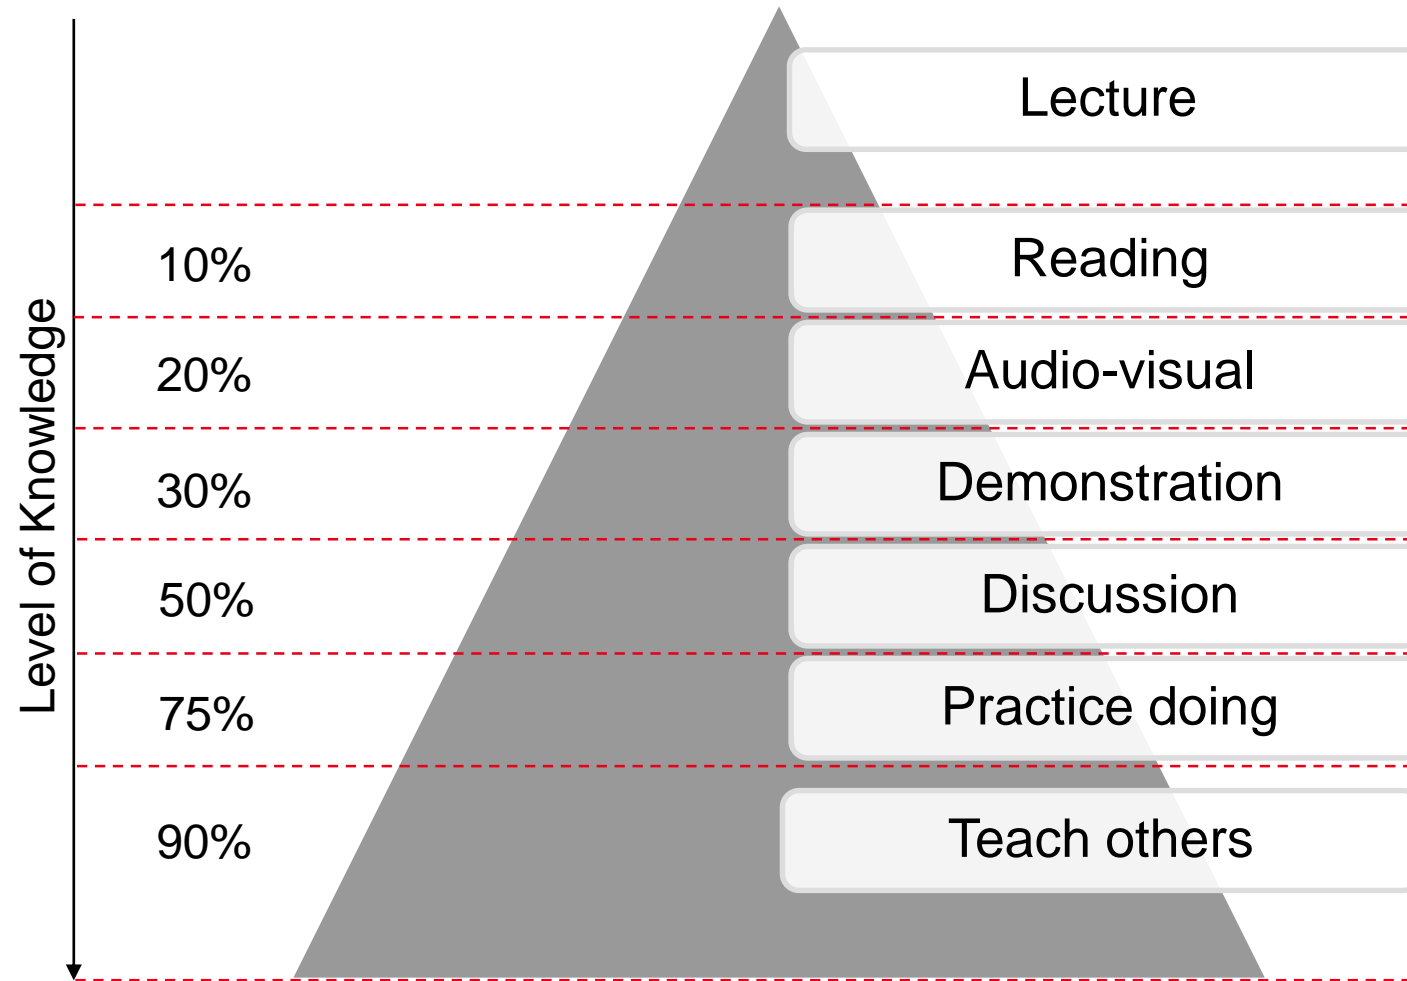 Lecture
10%
Reading
20%
Audio-visual
30%
Demonstration
50%
Discussion
75%
Practice doing
90%
Teach others
Level of Knowledge